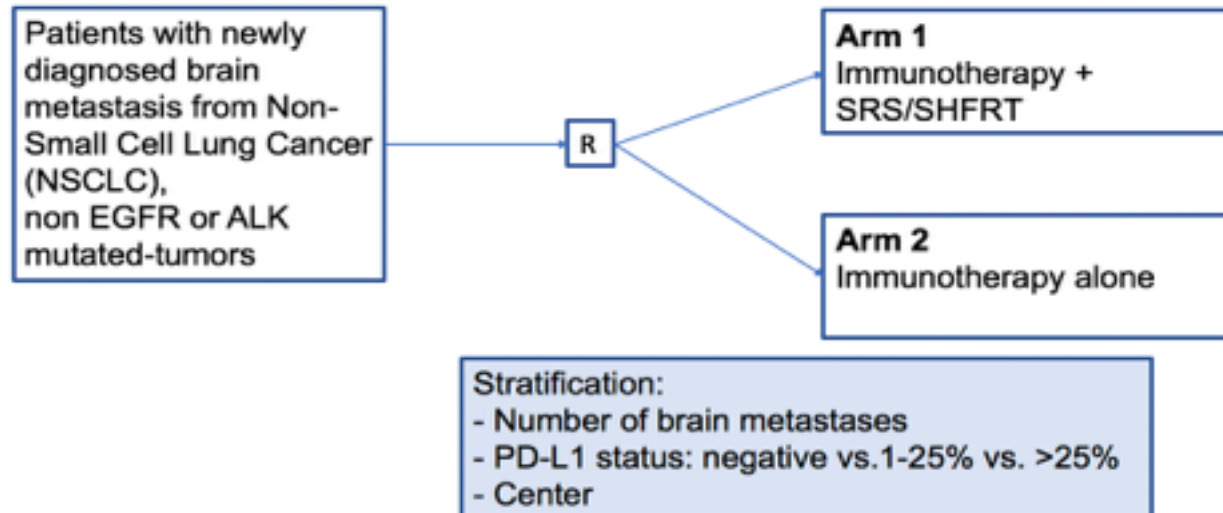 Patients with newly
diagnosed brain
metastasis from Non-
Small Cell Lung Cancer
(NSCLC),
non EGFR or ALK
mutated-tumors
R
Arm 1
Immunotherapy +
SRS/SHFRT
Arm 2
Immunotherapy alone
Stratification:
- Number of brain metastases
- PD-L1 status: negative vs.1-25% vs. >25%
- Center